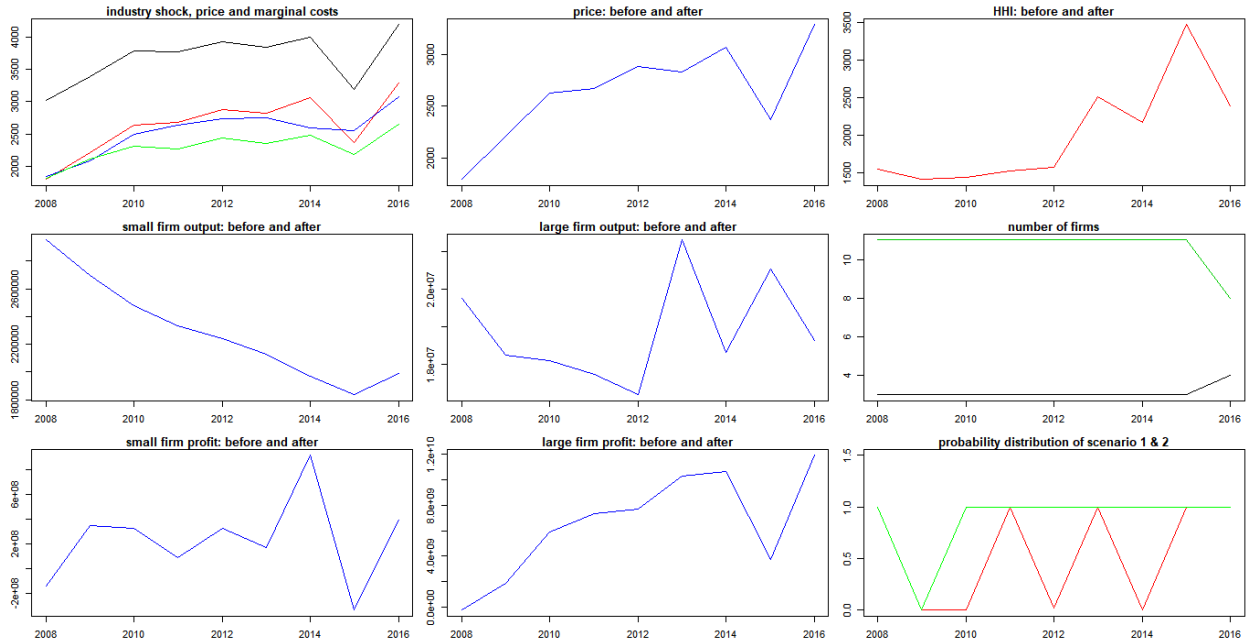 industry shock, price and marginal costs
4000
3500
3000
2500
2000
2008 2010 2012 2014 2016
price: before and after
3000
2500
2000
2008 2010 2012 2014 2016
HHI: before and after
3500
3000
2500
2000
1500
2008 2010 2012 2014 2016
small firm output: before and after
2600000
2200000
1800000
2008 2010 2012 2014 2016
large firm output: before and after
2.0e+07
1.8e+07
2008 2010 2012 2014 2016
number of firms
10
8
6
4
2008 2010 2012 2014 2016
small firm profit: before and after
6e+08
2e+08
-2e+08
2008 2010 2012 2014 2016
large firm profit: before and after
1.2e+10
8.0e+09
4.0e+09
0.0e+00
2008 2010 2012 2014 2016
probability distribution of scenario 1 & 2
1.5
1.0
0.5
0.0
2008 2010 2012 2014 2016